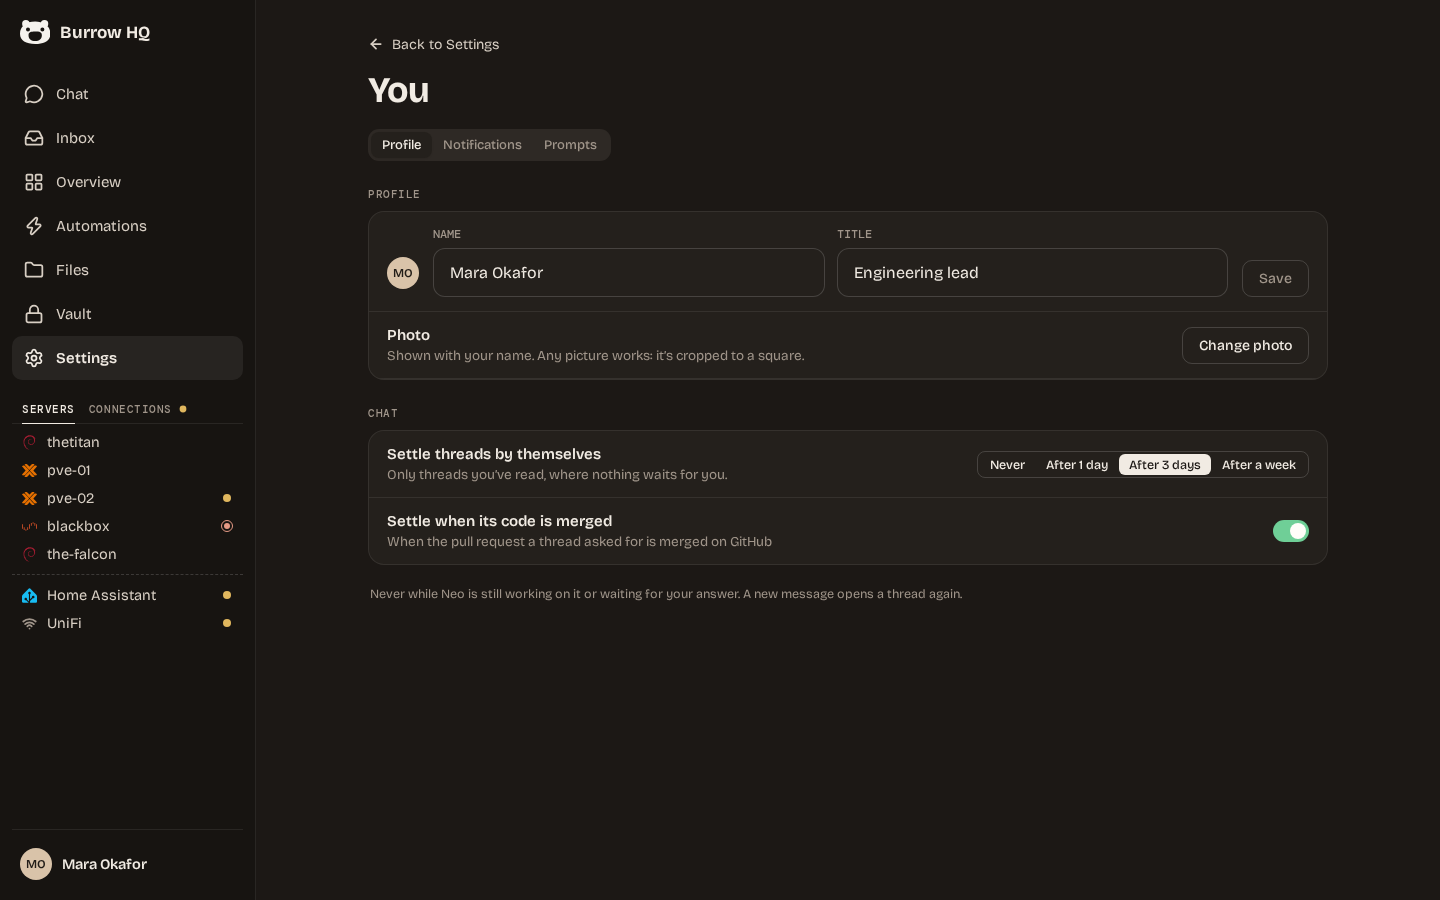 Burrow HQ
Chat
Inbox
Overview
Automations
Files
Vault
Settings
SERVERS CONNECTIONS
thetitan
pve-01
pve-02
blackbox
the-falcon
Home Assistant
UniFi
MO Mara Okafor
Back to Settings
You
Profile Notifications Prompts
PROFILE
NAME TITLE
MO Mara Okafor Engineering lead Save
Photo
Shown with your name. Any picture works: it's cropped to a square.
Change photo
CHAT
Settle threads by themselves
Only threads you've read, where nothing waits for you.
Never After 1 day After 3 days After a week
Settle when its code is merged
When the pull request a thread asked for is merged on GitHub
Never while Neo is still working on it or waiting for your answer. A new message opens a thread again.